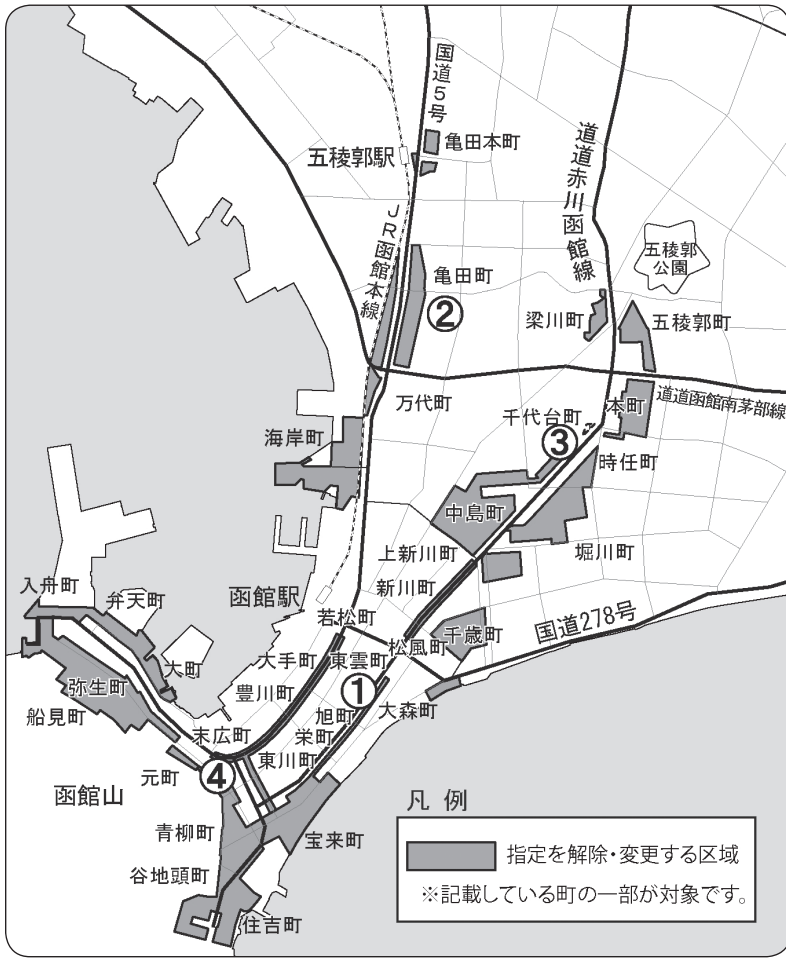 国道5号
亀田本町
五稜郭駅
道道赤川函館線
JR函館本線
五稜郭
公園
亀田町
②
梁川町
五稜郭町
万代町
千代台町
本町
道道函館南茅部線
海岸町
③
時任町
中島町
上新川町
堀川町
入舟町
弁天町
函館駅
新川町
国道278号
若松町
千歳町
松風町
大町
大手町
東雲町
弥生町
豊川町
①
大森町
船見町
旭町
末広町
栄町
東川町
元町
④
函館山
凡 例
青柳町
宝来町
指定を解除・変更する区域
谷地頭町
※記載している町の一部が対象です。
住吉町